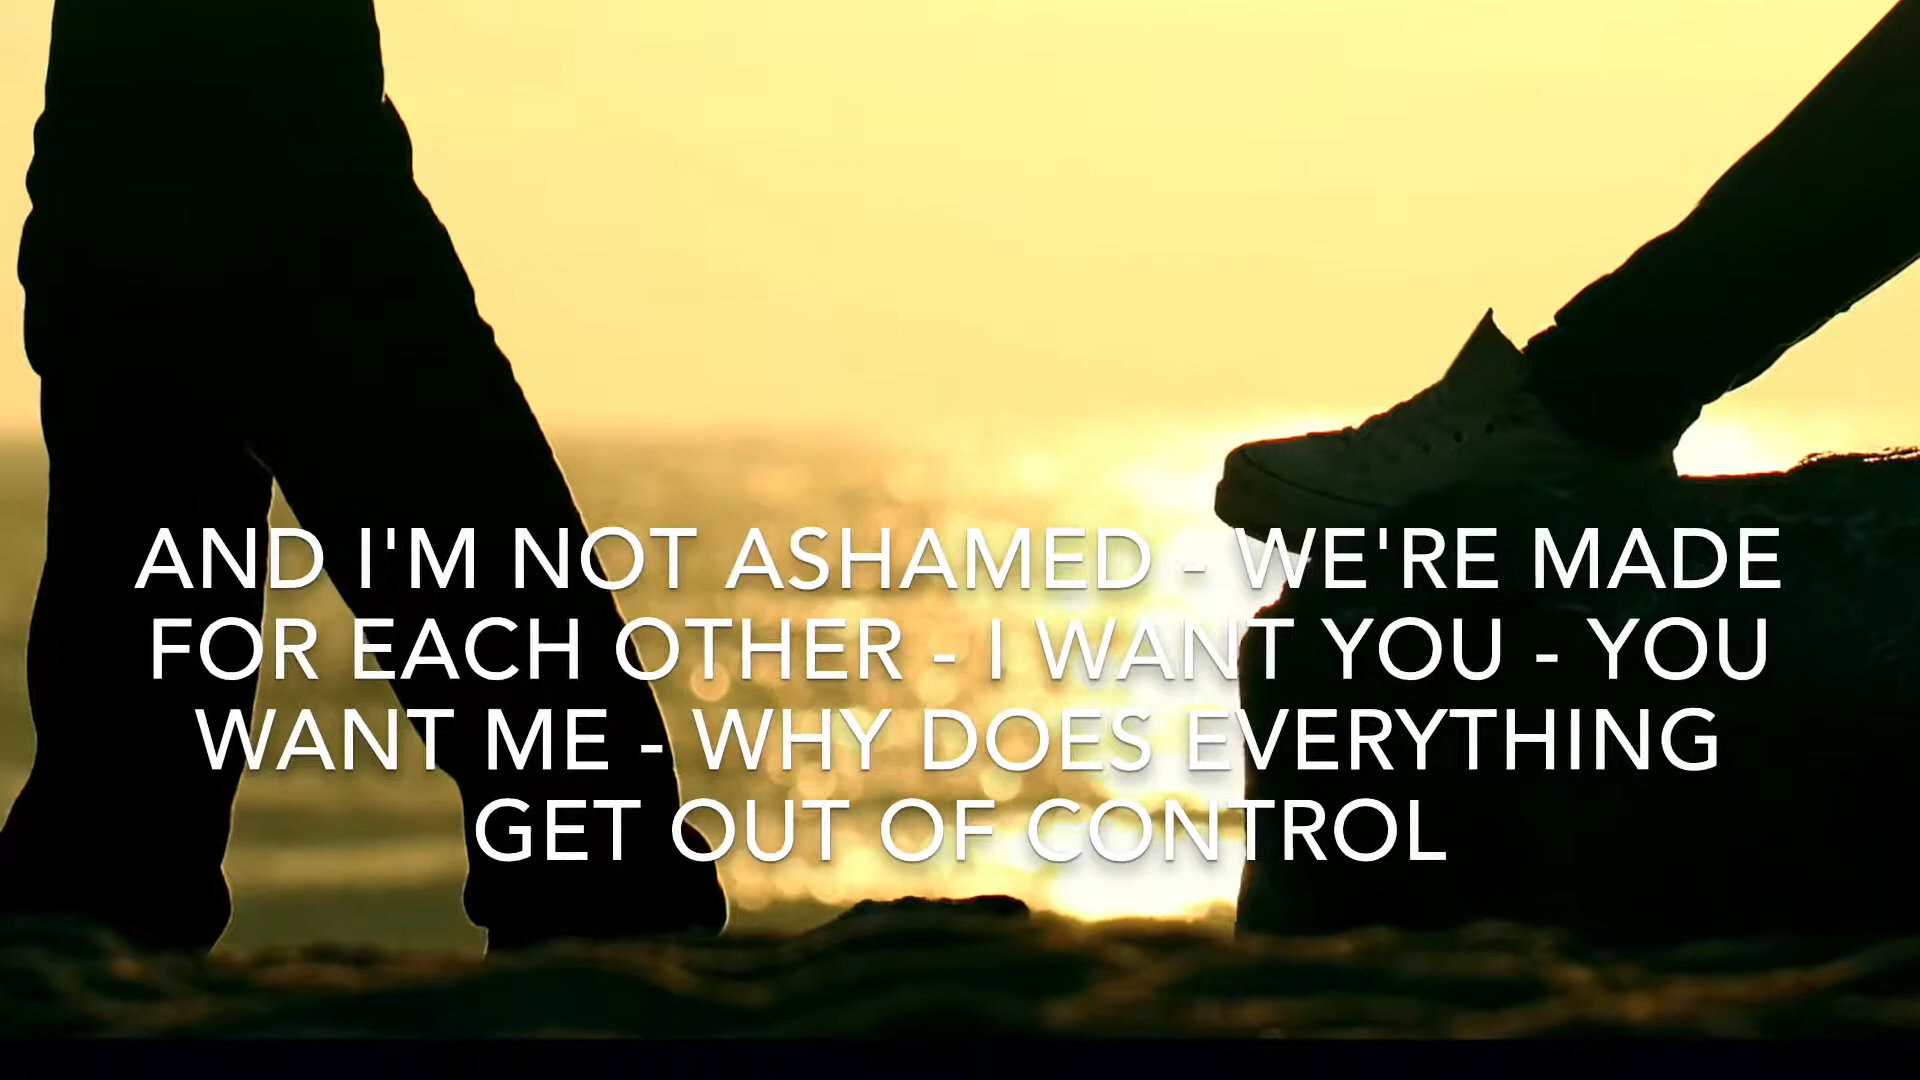 AND I'M NOT ASHAMED - WE'RE MADE
FOR EACH OTHER - I WANT YOU - YOU
WANT ME - WHY DOES EVERYTHING
GET OUT OF CONTROL